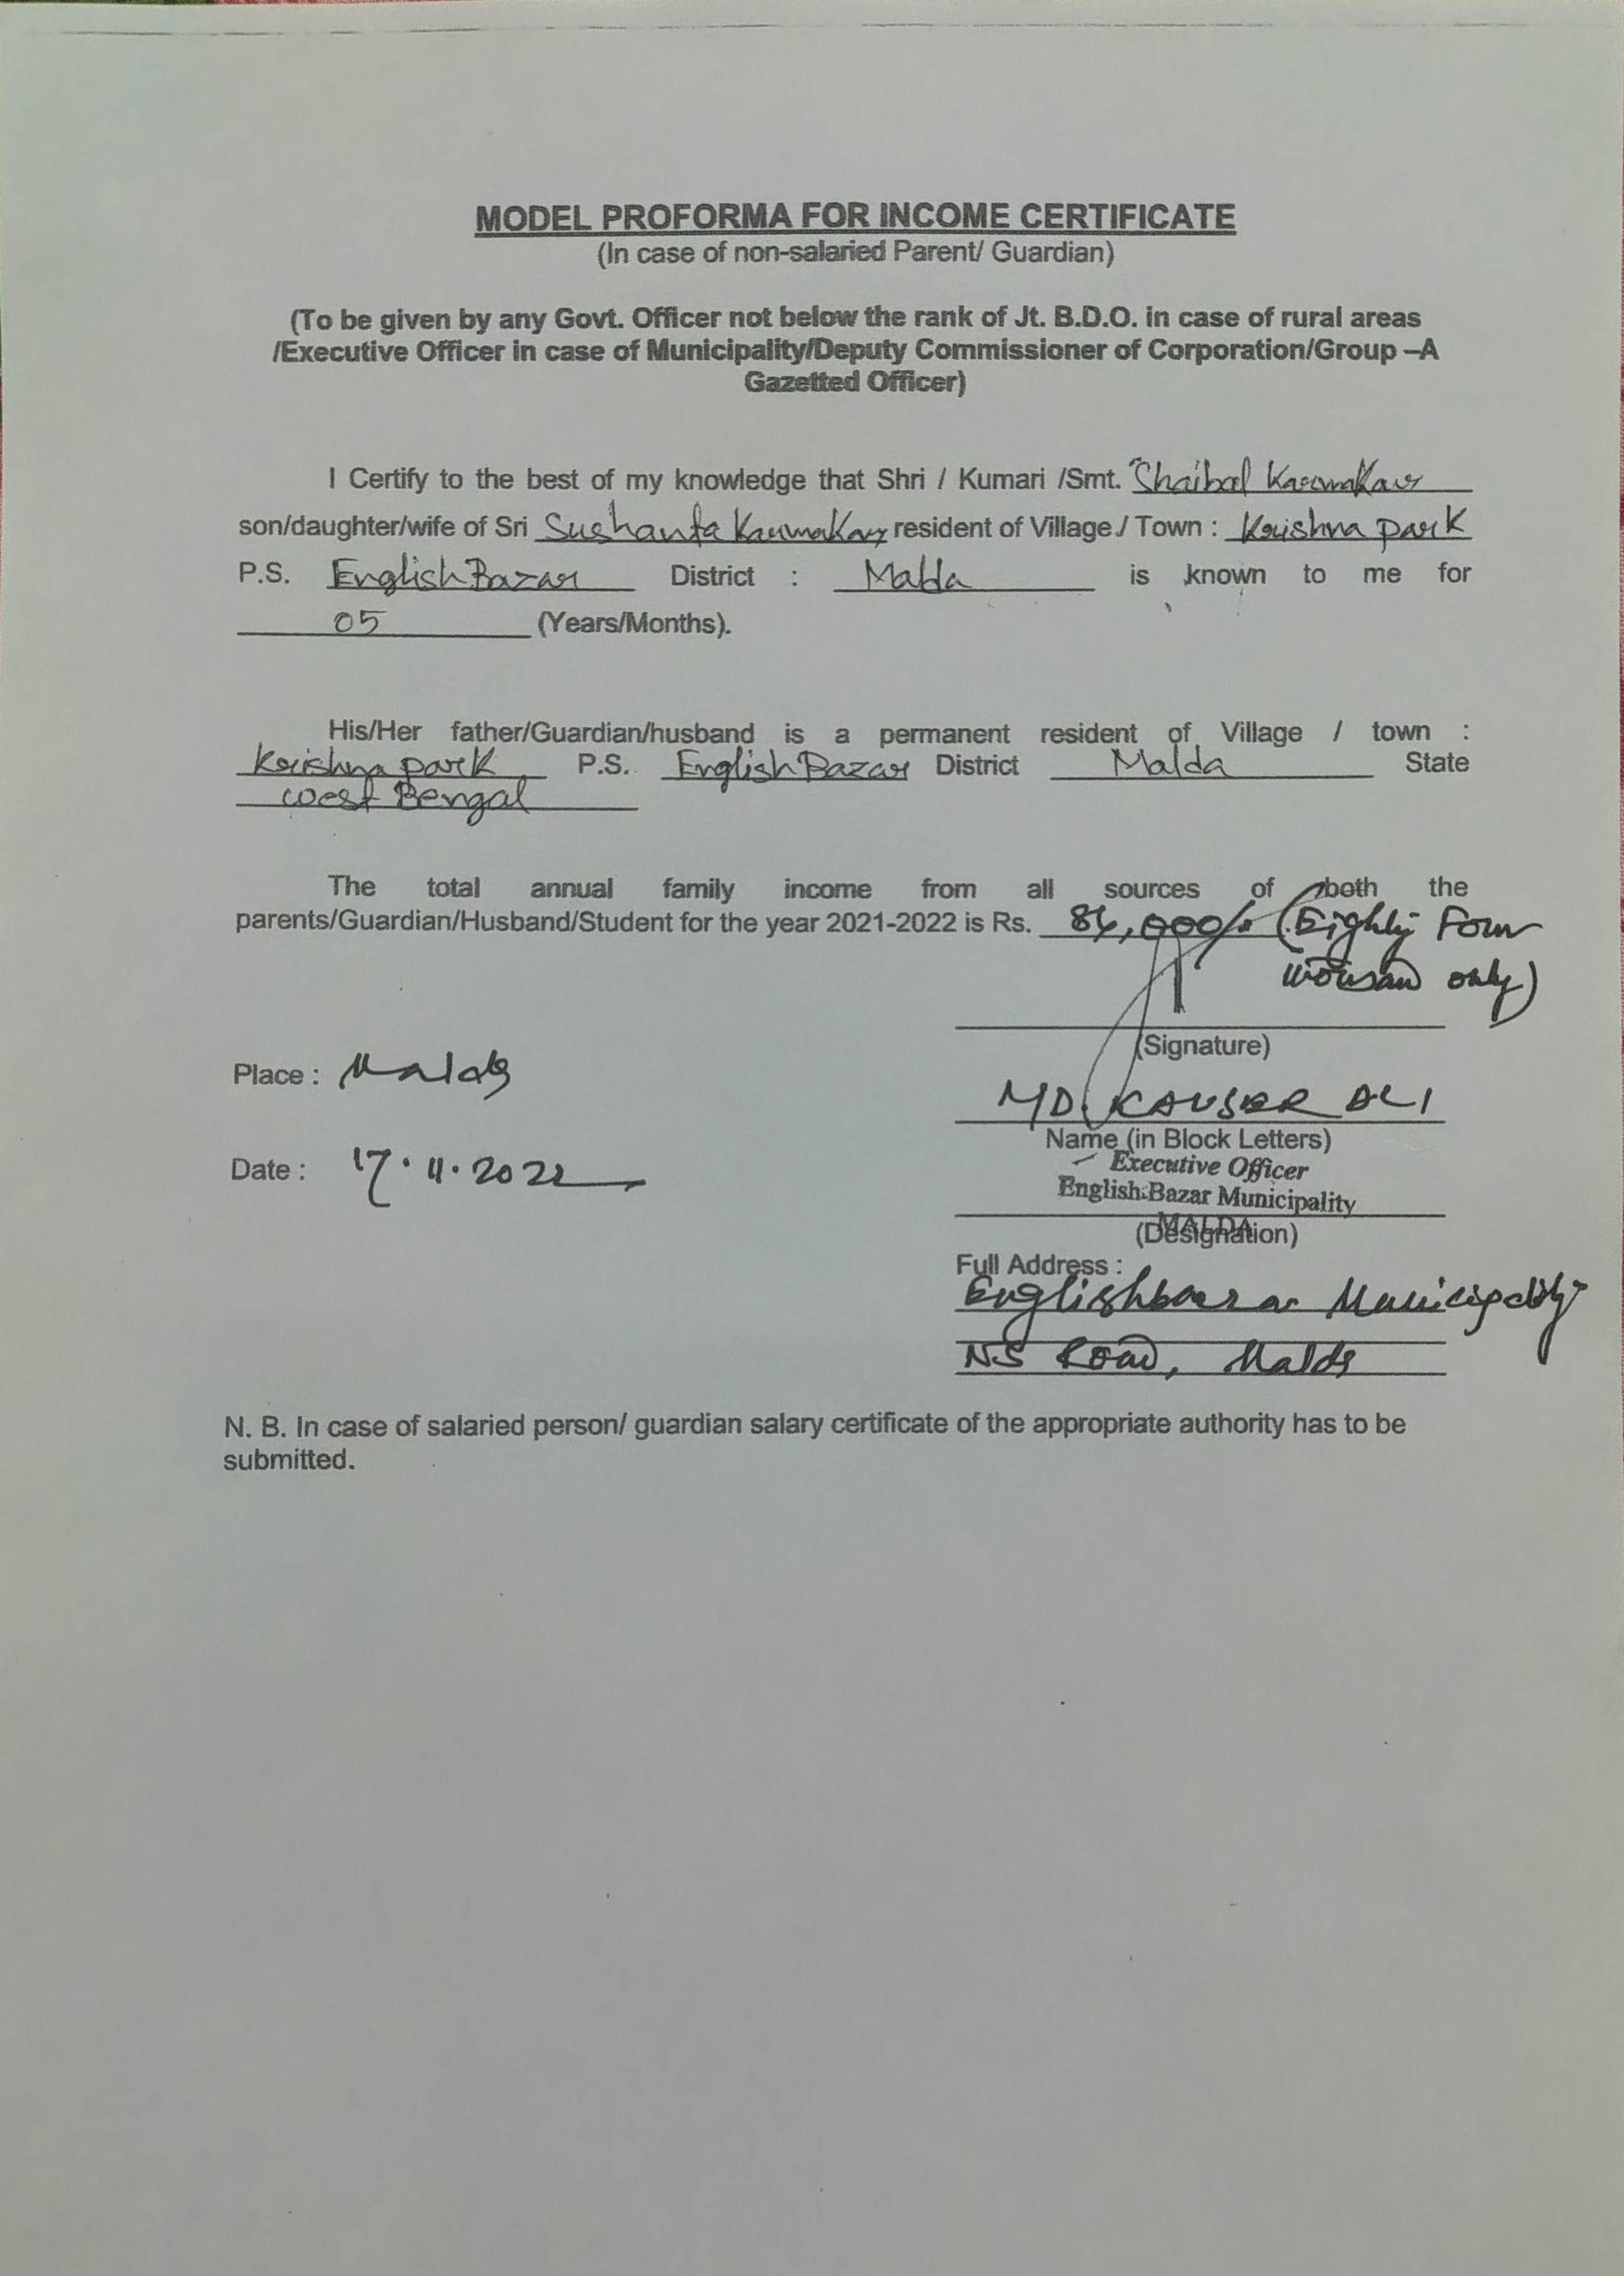 MODEL PROFORMA FOR INCOME CERTIFICATE
(In case of non-salaried Parent/ Guardian)
(To be given by any Govt. Officer not below the rank of Jt. B.D.O. in case of rural areas
/Executive Officer in case of Municipality/Deputy Commissioner of Corporation/Group –A
Gazetted Officer)
I Certify to the best of my knowledge that Shri / Kumari /Smt. Shaibal Karmakar
son/daughter/wife of Sri Sushanta Karmakar resident of Village / Town : Krishna park
P.S. English Bazar District : Malda is known to me for
05 (Years/Months).
His/Her father/Guardian/husband is a permanent resident of Village / town :
Krishna park P.S. English Bazar District Malda State
West Bengal
The total annual family income from all sources of both the
parents/Guardian/Husband/Student for the year 2021-2022 is Rs. 84,000/- (Eighty Four
only)
(Signature)
Place : Malda
MD. KAUSER ALI
Name (in Block Letters)
Date : 17.11.2022
Executive Officer
English Bazar Municipality
MALDA
(Designation)
Full Address :
Englishbazar Municipality
NS Road, Malda
N. B. In case of salaried person/ guardian salary certificate of the appropriate authority has to be
submitted.